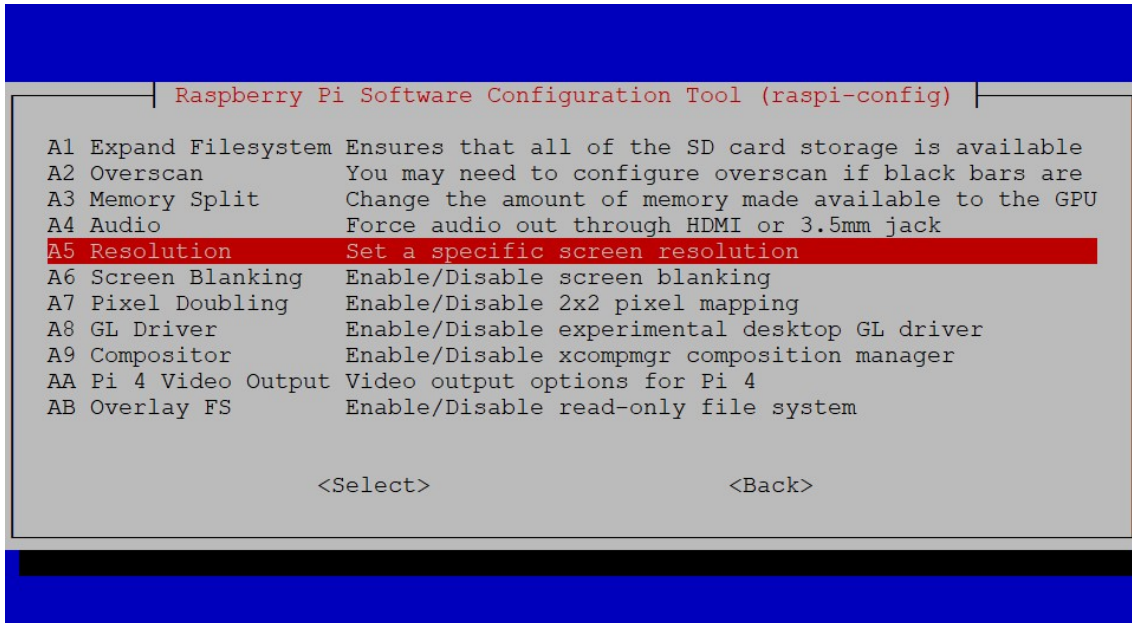 Raspberry Pi Software Configuration Tool (raspi-config)
A1 Expand Filesystem Ensures that all of the SD card storage is available
A2 Overscan You may need to configure overscan if black bars are
A3 Memory Split Change the amount of memory made available to the GPU
A4 Audio Force audio out through HDMI or 3.5mm jack
A5 Resolution Set a specific screen resolution
A6 Screen Blanking Enable/Disable screen blanking
A7 Pixel Doubling Enable/Disable 2x2 pixel mapping
A8 GL Driver Enable/Disable experimental desktop GL driver
A9 Compositor Enable/Disable xcompmgr composition manager
AA Pi 4 Video Output Video output options for Pi 4
AB Overlay FS Enable/Disable read-only file system
<Select> <Back>